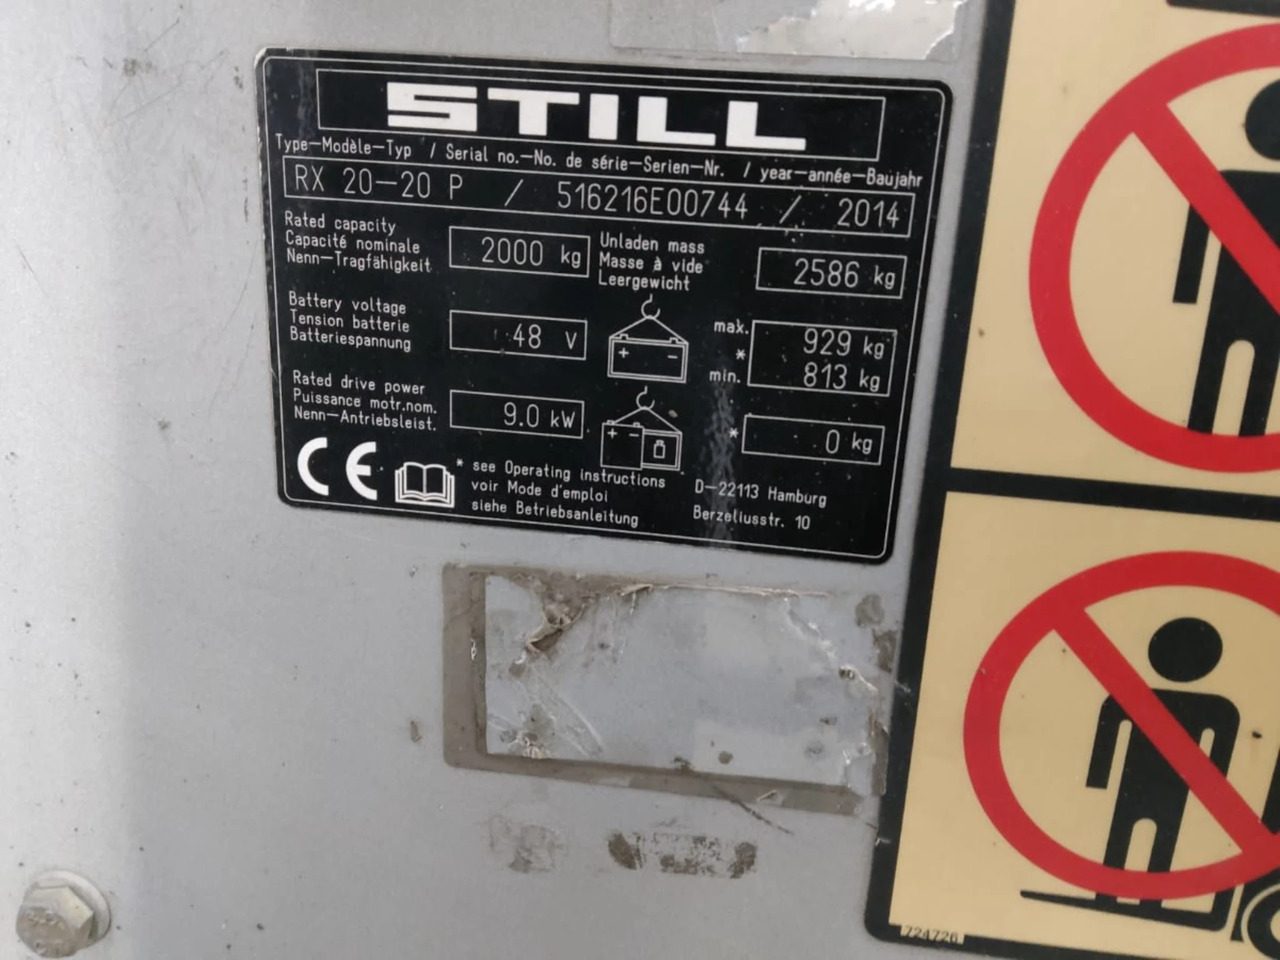 STILL
Type-Modèle-Typ / Serial no.-No. de série-Serien-Nr. / year-année-Baujahr
RX 20-20 P / 516216E00744 / 2014
Rated capacity
Capacité nominale
Nenn-Tragfähigkeit
2000 kg
Unladen mass
Masse à vide
Leergewicht
2586 kg
Battery voltage
Tension batterie
Batteriespannung
48 V
max. 929 kg
*
min. 813 kg
Rated drive power
Puissance motr.nom.
Nenn-Antriebsleist.
9.0 kW
* 0 kg
CE
* see Operating instructions
voir Mode d'emploi
siehe Betriebsanleitung
D-22113 Hamburg
Berzeliusstr. 10
724726